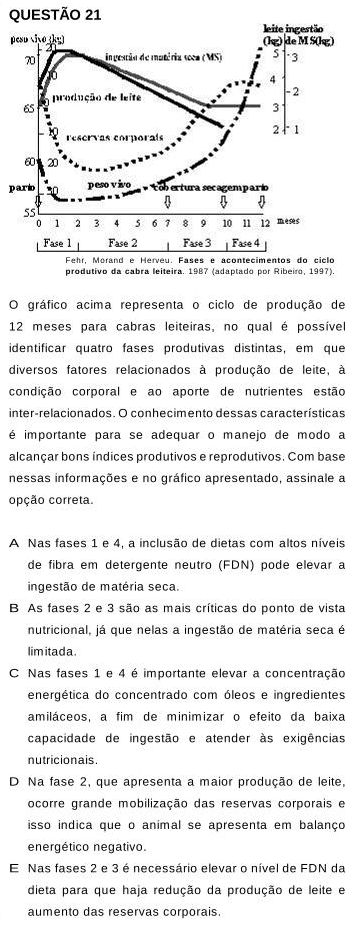 QUESTÃO 21
peso vivo (kg)
leite ingestão
(kg) de MS(kg)
ingestão de matéria seca (MS)
produção de leite
reservas corporais
parto
peso vivo
cobertura secagem parto
70
65
60
55
20
5
3
4
2
3
2
1
0 1 2 3 4 5 6 7 8 9 10 11 12 meses
Fase 1 Fase 2 Fase 3 Fase 4
Fehr, Morand e Herveu. Fases e acontecimentos do ciclo
produtivo da cabra leiteira. 1987 (adaptado por Ribeiro, 1997).
O gráfico acima representa o ciclo de produção de
12 meses para cabras leiteiras, no qual é possível
identificar quatro fases produtivas distintas, em que
diversos fatores relacionados à produção de leite, à
condição corporal e ao aporte de nutrientes estão
inter-relacionados. O conhecimento dessas características
é importante para se adequar o manejo de modo a
alcançar bons índices produtivos e reprodutivos. Com base
nessas informações e no gráfico apresentado, assinale a
opção correta.
A Nas fases 1 e 4, a inclusão de dietas com altos níveis
de fibra em detergente neutro (FDN) pode elevar a
ingestão de matéria seca.
B As fases 2 e 3 são as mais críticas do ponto de vista
nutricional, já que nelas a ingestão de matéria seca é
limitada.
C Nas fases 1 e 4 é importante elevar a concentração
energética do concentrado com óleos e ingredientes
amiláceos, a fim de minimizar o efeito da baixa
capacidade de ingestão e atender às exigências
nutricionais.
D Na fase 2, que apresenta a maior produção de leite,
ocorre grande mobilização das reservas corporais e
isso indica que o animal se apresenta em balanço
energético negativo.
E Nas fases 2 e 3 é necessário elevar o nível de FDN da
dieta para que haja redução da produção de leite e
aumento das reservas corporais.